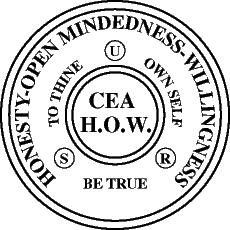 HONESTY-OPEN MINDEDNESS-WILLINGNESS
U
TO THINE OWN SELF
CEA
H.O.W.
S
R
BE TRUE